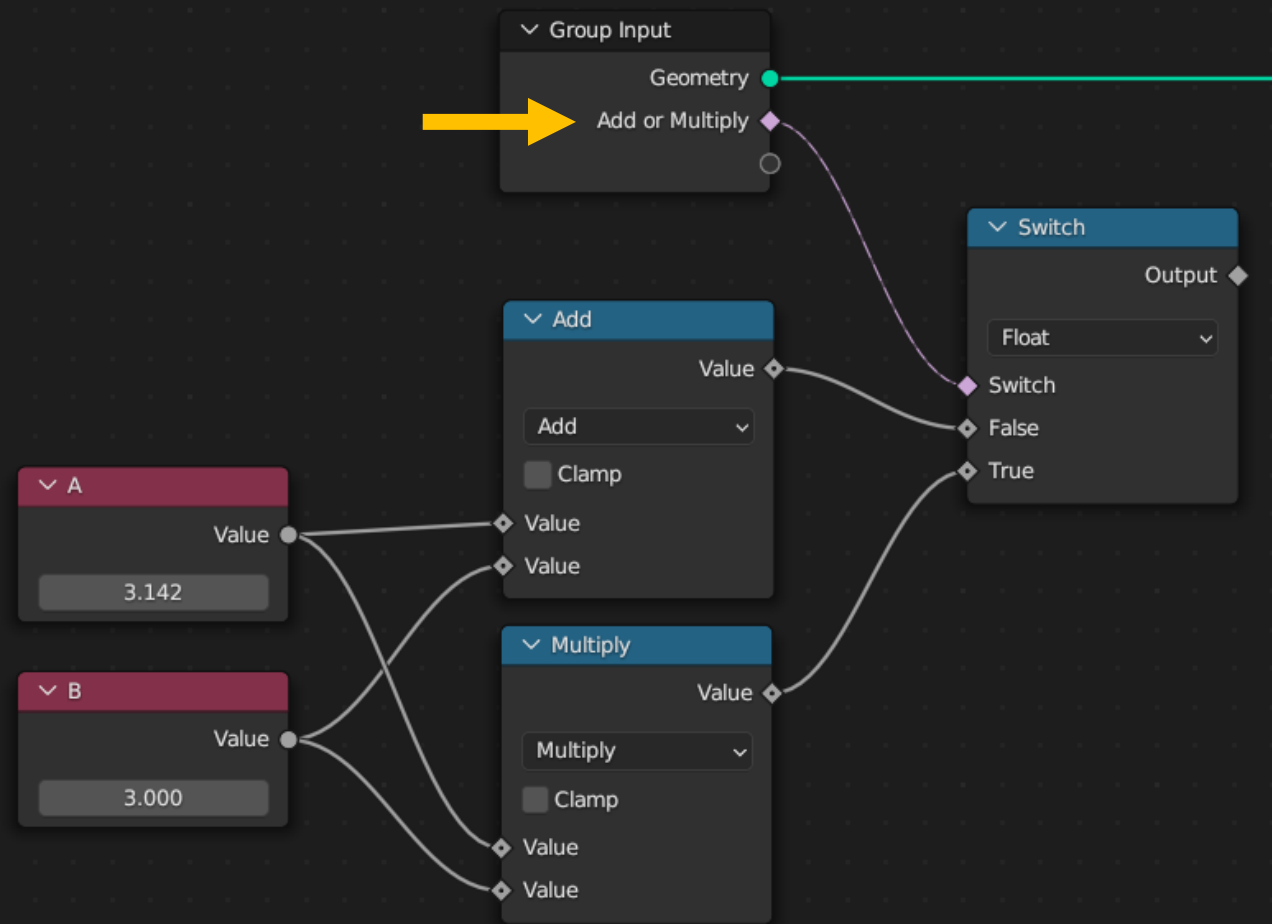 Group Input
Geometry
Add or Multiply
Switch
Output
Float
Switch
False
True
Add
Value
Add
Clamp
Value
Value
A
Value
3.142
B
Value
3.000
Multiply
Value
Multiply
Clamp
Value
Value